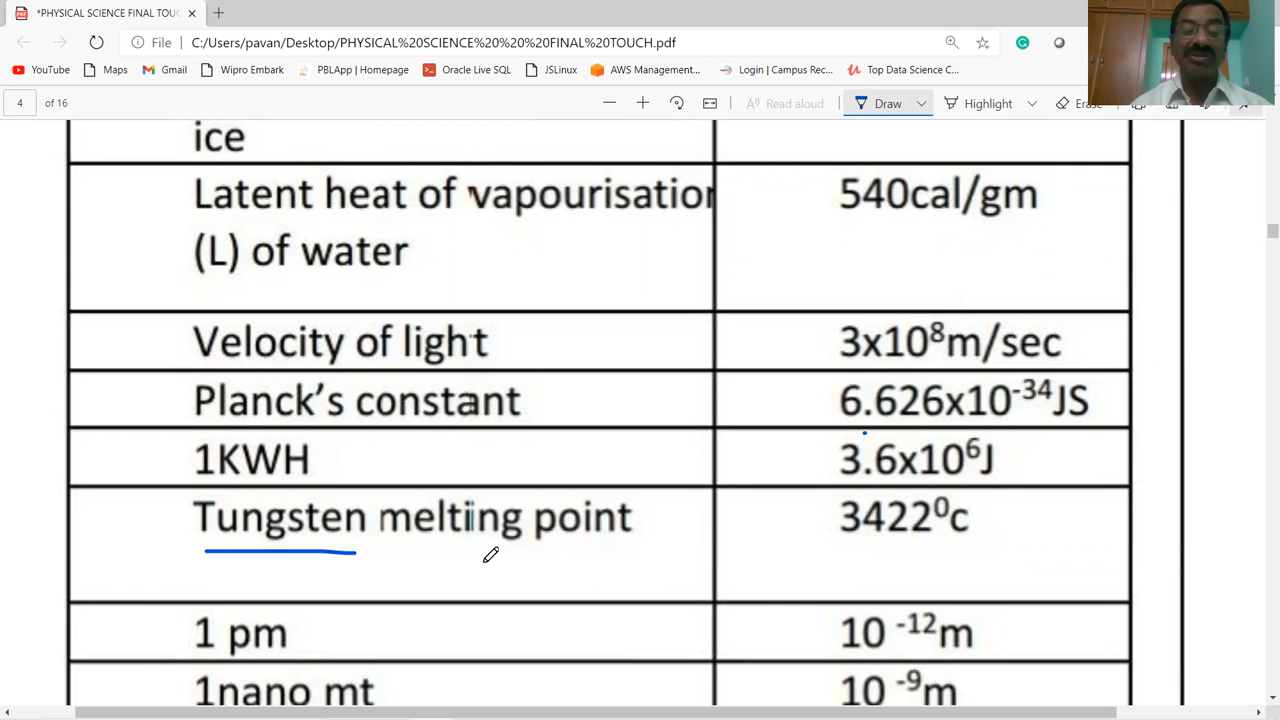 *PHYSICAL SCIENCE FINAL TOUC
File
C:/Users/pavan/Desktop/PHYSICAL%20SCIENCE%20%20%20FINAL%20TOUCH.pdf
YouTube
Maps
Gmail
Wipro Embark
PBLApp | Homepage
Oracle Live SQL
JSLinux
AWS Management...
Login | Campus Rec...
Top Data Science C...
4 of 16
Read aloud
Draw
Highlight
Erase
ice
Latent heat of vapourisation 540cal/gm
(L) of water
Velocity of light 3x10⁸m/sec
Planck’s constant 6.626x10⁻³⁴JS
1KWH 3.6x10⁶J
Tungsten melting point 3422⁰c
1 pm 10 ⁻¹²m
1nano mt 10 ⁻⁹m